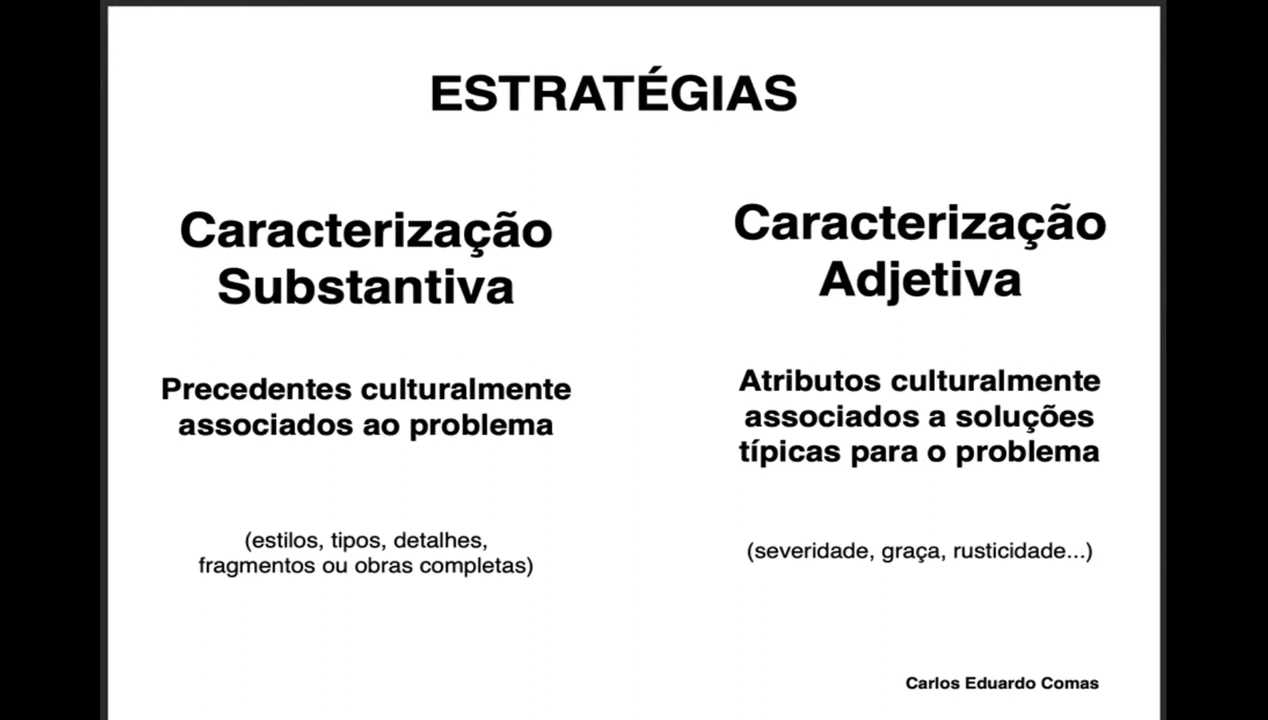 ESTRATÉGIAS
Caracterização
Substantiva
Precedentes culturalmente
associados ao problema
(estilos, tipos, detalhes,
fragmentos ou obras completas)
Caracterização
Adjetiva
Atributos culturalmente
associados a soluções
típicas para o problema
(severidade, graça, rusticidade...)
Carlos Eduardo Comas